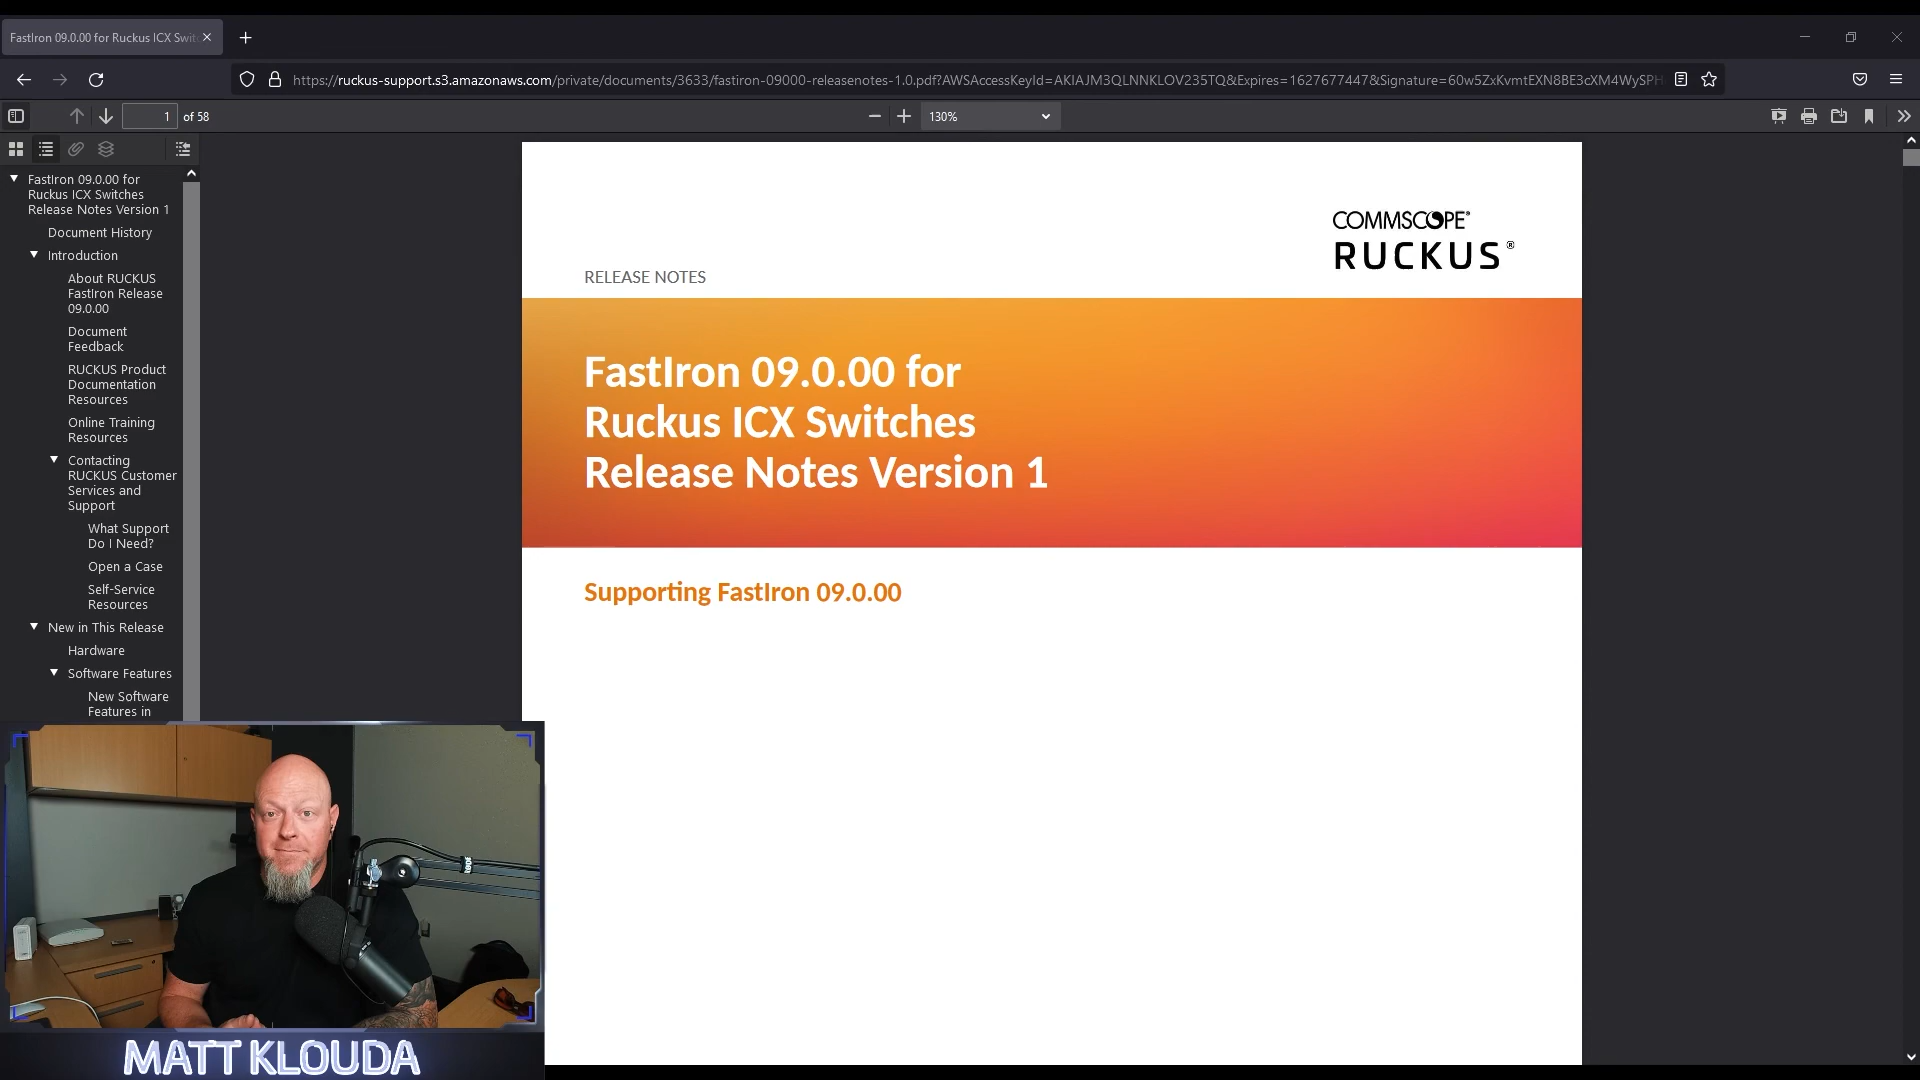 FastIron 09.0.00 for Ruckus ICX Swit
https://ruckus-support.s3.amazonaws.com/private/documents/3633/fastiron-09000-releasenotes-1.0.pdf?AWSAccessKeyId=AKIAJM3QLNNKLOV235TQ&Expires=1627677447&Signature=60w5ZxKvmtEXN8BE3cXM4WySPH
1 of 58
130%
FastIron 09.0.00 for
Ruckus ICX Switches
Release Notes Version 1
Document History
Introduction
About RUCKUS
FastIron Release
09.0.00
Document
Feedback
RUCKUS Product
Documentation
Resources
Online Training
Resources
Contacting
RUCKUS Customer
Services and
Support
What Support
Do I Need?
Open a Case
Self-Service
Resources
New in This Release
Hardware
Software Features
New Software
Features in
COMMSCOPE®
RUCKUS®
RELEASE NOTES
FastIron 09.0.00 for
Ruckus ICX Switches
Release Notes Version 1
Supporting FastIron 09.0.00
MATT KLOUDA